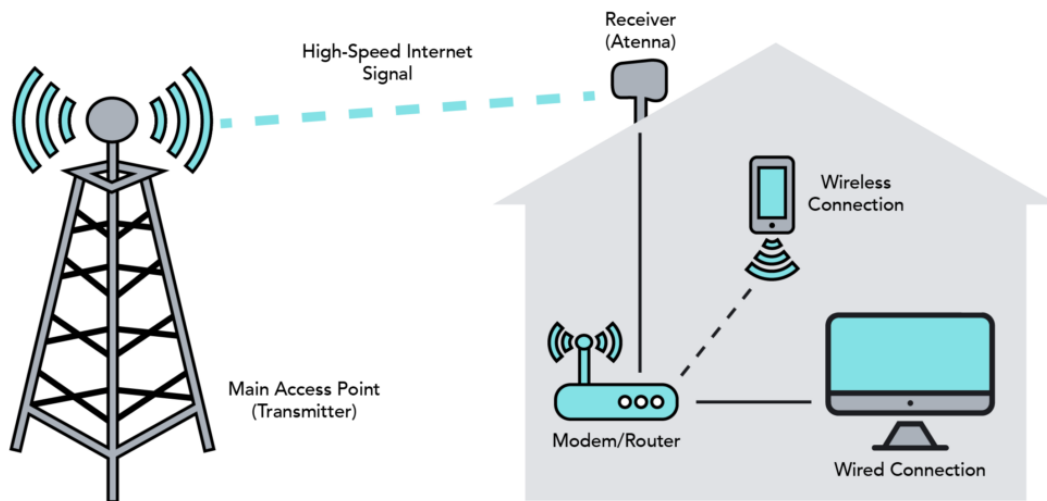 Receiver
(Atenna)
High-Speed Internet
Signal
Wireless
Connection
Main Access Point
(Transmitter)
Modem/Router
Wired Connection